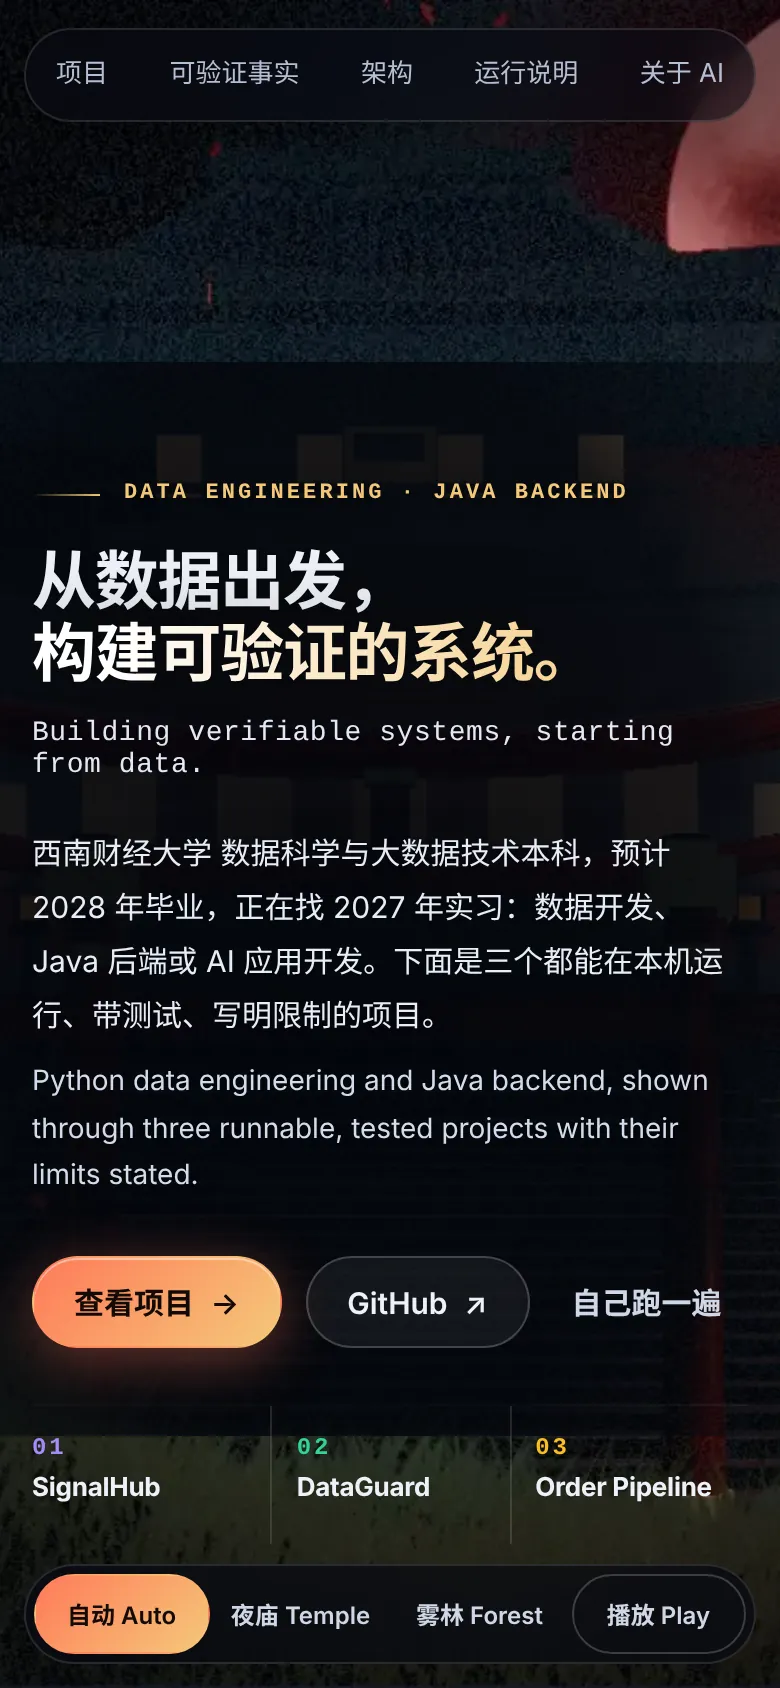 项目 可验证事实 架构 运行说明 关于 AI
DATA ENGINEERING · JAVA BACKEND
从数据出发，
构建可验证的系统。
Building verifiable systems, starting
from data.
西南财经大学 数据科学与大数据技术本科，预计
2028 年毕业，正在找 2027 年实习：数据开发、
Java 后端或 AI 应用开发。下面是三个都能在本机运
行、带测试、写明限制的项目。
Python data engineering and Java backend, shown
through three runnable, tested projects with their
limits stated.
查看项目 → GitHub ↗ 自己跑一遍
01 02 03
SignalHub DataGuard Order Pipeline
自动 Auto 夜庙 Temple 雾林 Forest 播放 Play